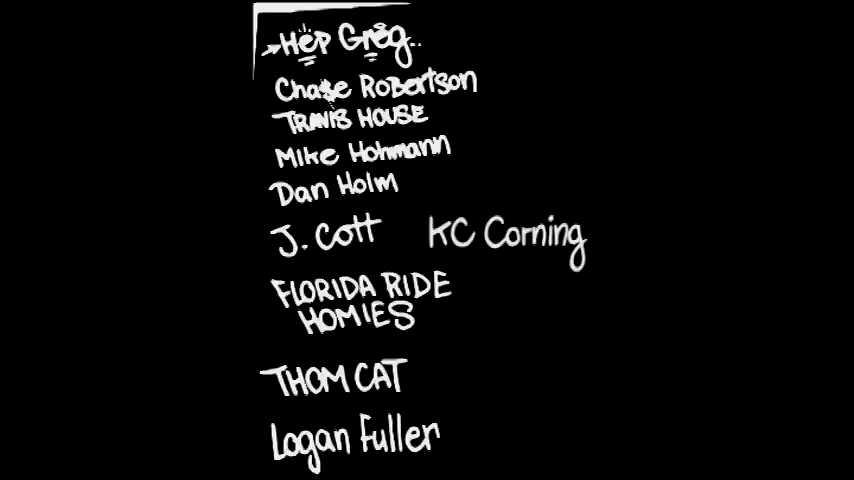 Hep Greg..
Chase Robertson
TRAVIS HOUSE
Mike Hohmann
Dan Holm
J. Cott KC Corning
FLORIDA RIDE
HOMIES
THOM CAT
Logan Fuller